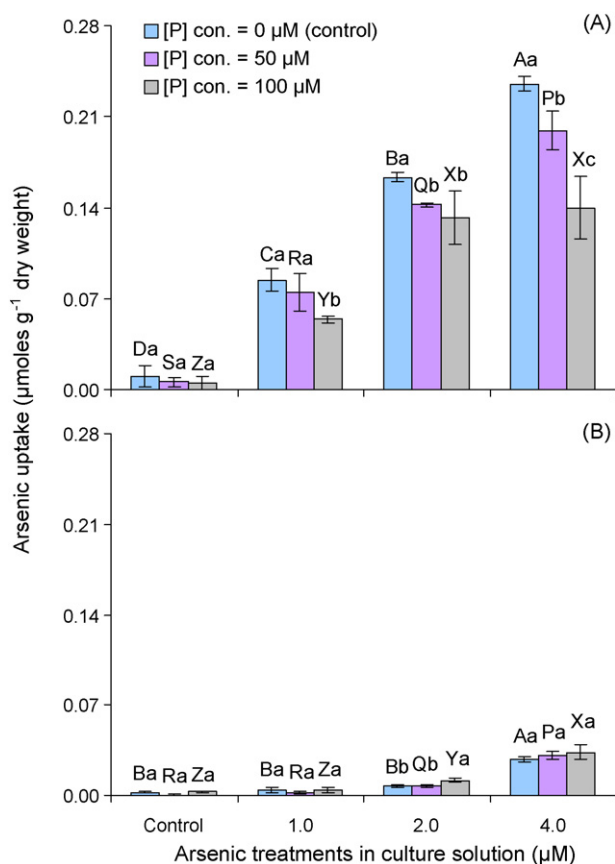 0.28
(A)
[P] con. = 0 µM (control)
[P] con. = 50 µM
[P] con. = 100 µM
Aa
Pb
0.21
Ba
Qb
Xb
Xc
0.14
Ca
Ra
Yb
0.07
Da
Sa
Za
0.00
Arsenic uptake (µmoles g⁻¹ dry weight)
0.28
(B)
0.21
0.14
0.07
Ba
Ra
Za
Ba
Ra
Za
Bb
Qb
Ya
Aa
Pa
Xa
0.00
Control 1.0 2.0 4.0
Arsenic treatments in culture solution (µM)